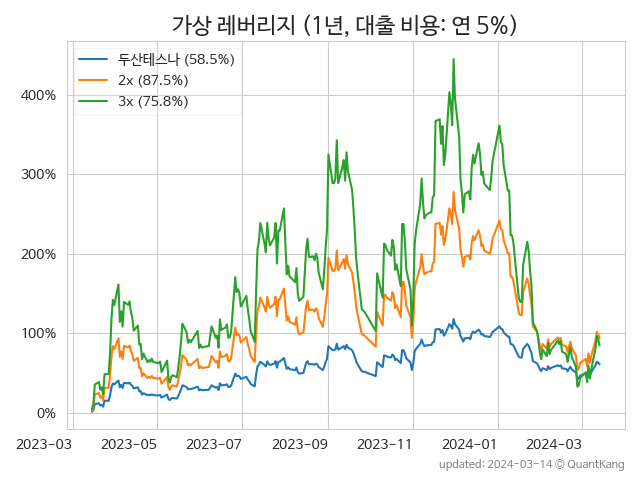 가상 레버리지 (1년, 대출 비용: 연 5%)
두산테스나 (58.5%)
2x (87.5%)
3x (75.8%)
400%
300%
200%
100%
0%
2023-03 2023-05 2023-07 2023-09 2023-11 2024-01 2024-03
updated: 2024-03-14 © QuantKang